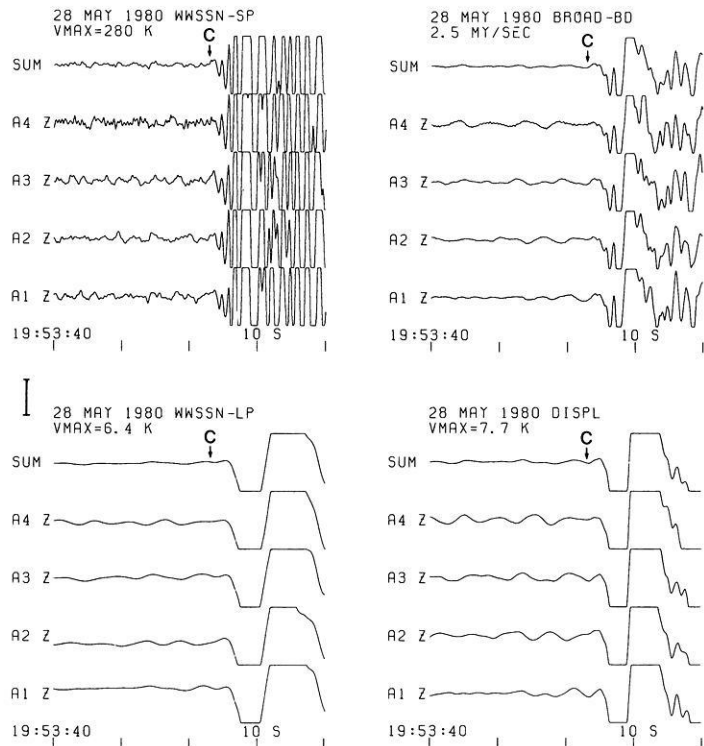 28 MAY 1980 WWSSN-SP
VMAX=280 K
C
SUM
A4 Z
A3 Z
A2 Z
A1 Z
19:53:40
10 S
28 MAY 1980 BROAD-BD
2.5 MY/SEC
C
SUM
A4 Z
A3 Z
A2 Z
A1 Z
19:53:40
10 S
28 MAY 1980 WWSSN-LP
VMAX=6.4 K
C
SUM
A4 Z
A3 Z
A2 Z
A1 Z
19:53:40
10 S
28 MAY 1980 DISPL
VMAX=7.7 K
C
SUM
A4 Z
A3 Z
A2 Z
A1 Z
19:53:40
10 S